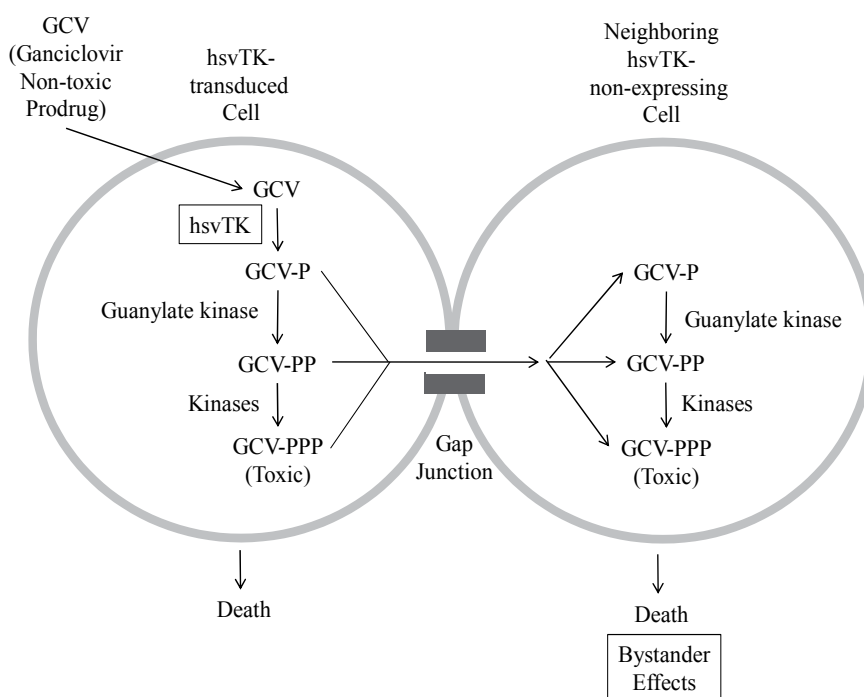 GCV
(Ganciclovir
Non-toxic
Prodrug)
hsvTK-
transduced
Cell
Neighboring
hsvTK-
non-expressing
Cell
GCV
hsvTK
GCV-P
Guanylate kinase
GCV-PP
Kinases
GCV-PPP
(Toxic)
Gap
Junction
GCV-P
Guanylate kinase
GCV-PP
Kinases
GCV-PPP
(Toxic)
Death
Death
Bystander
Effects